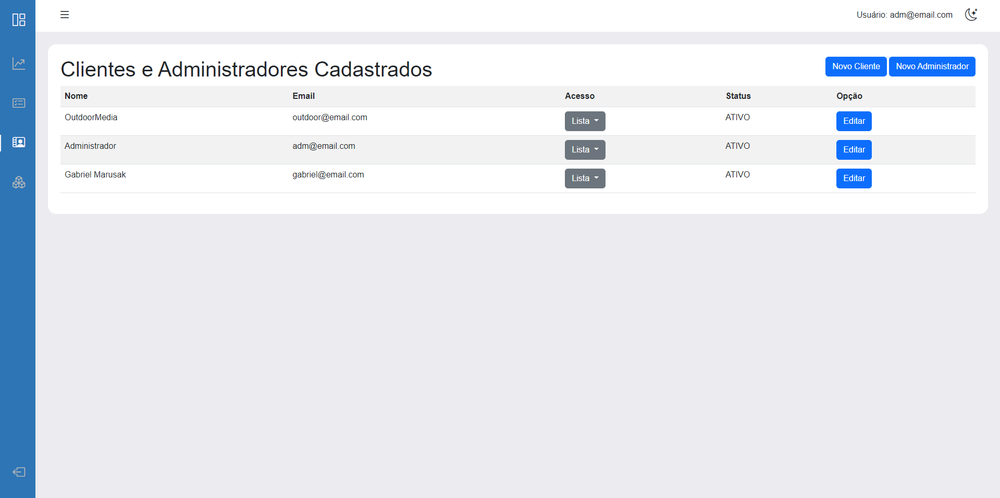 Usuário: adm@email.com
Clientes e Administradores Cadastrados
Novo Cliente Novo Administrador
Nome Email Acesso Status Opção
OutdoorMedia outdoor@email.com Lista ATIVO Editar
Administrador adm@email.com Lista ATIVO Editar
Gabriel Marusak gabriel@email.com Lista ATIVO Editar